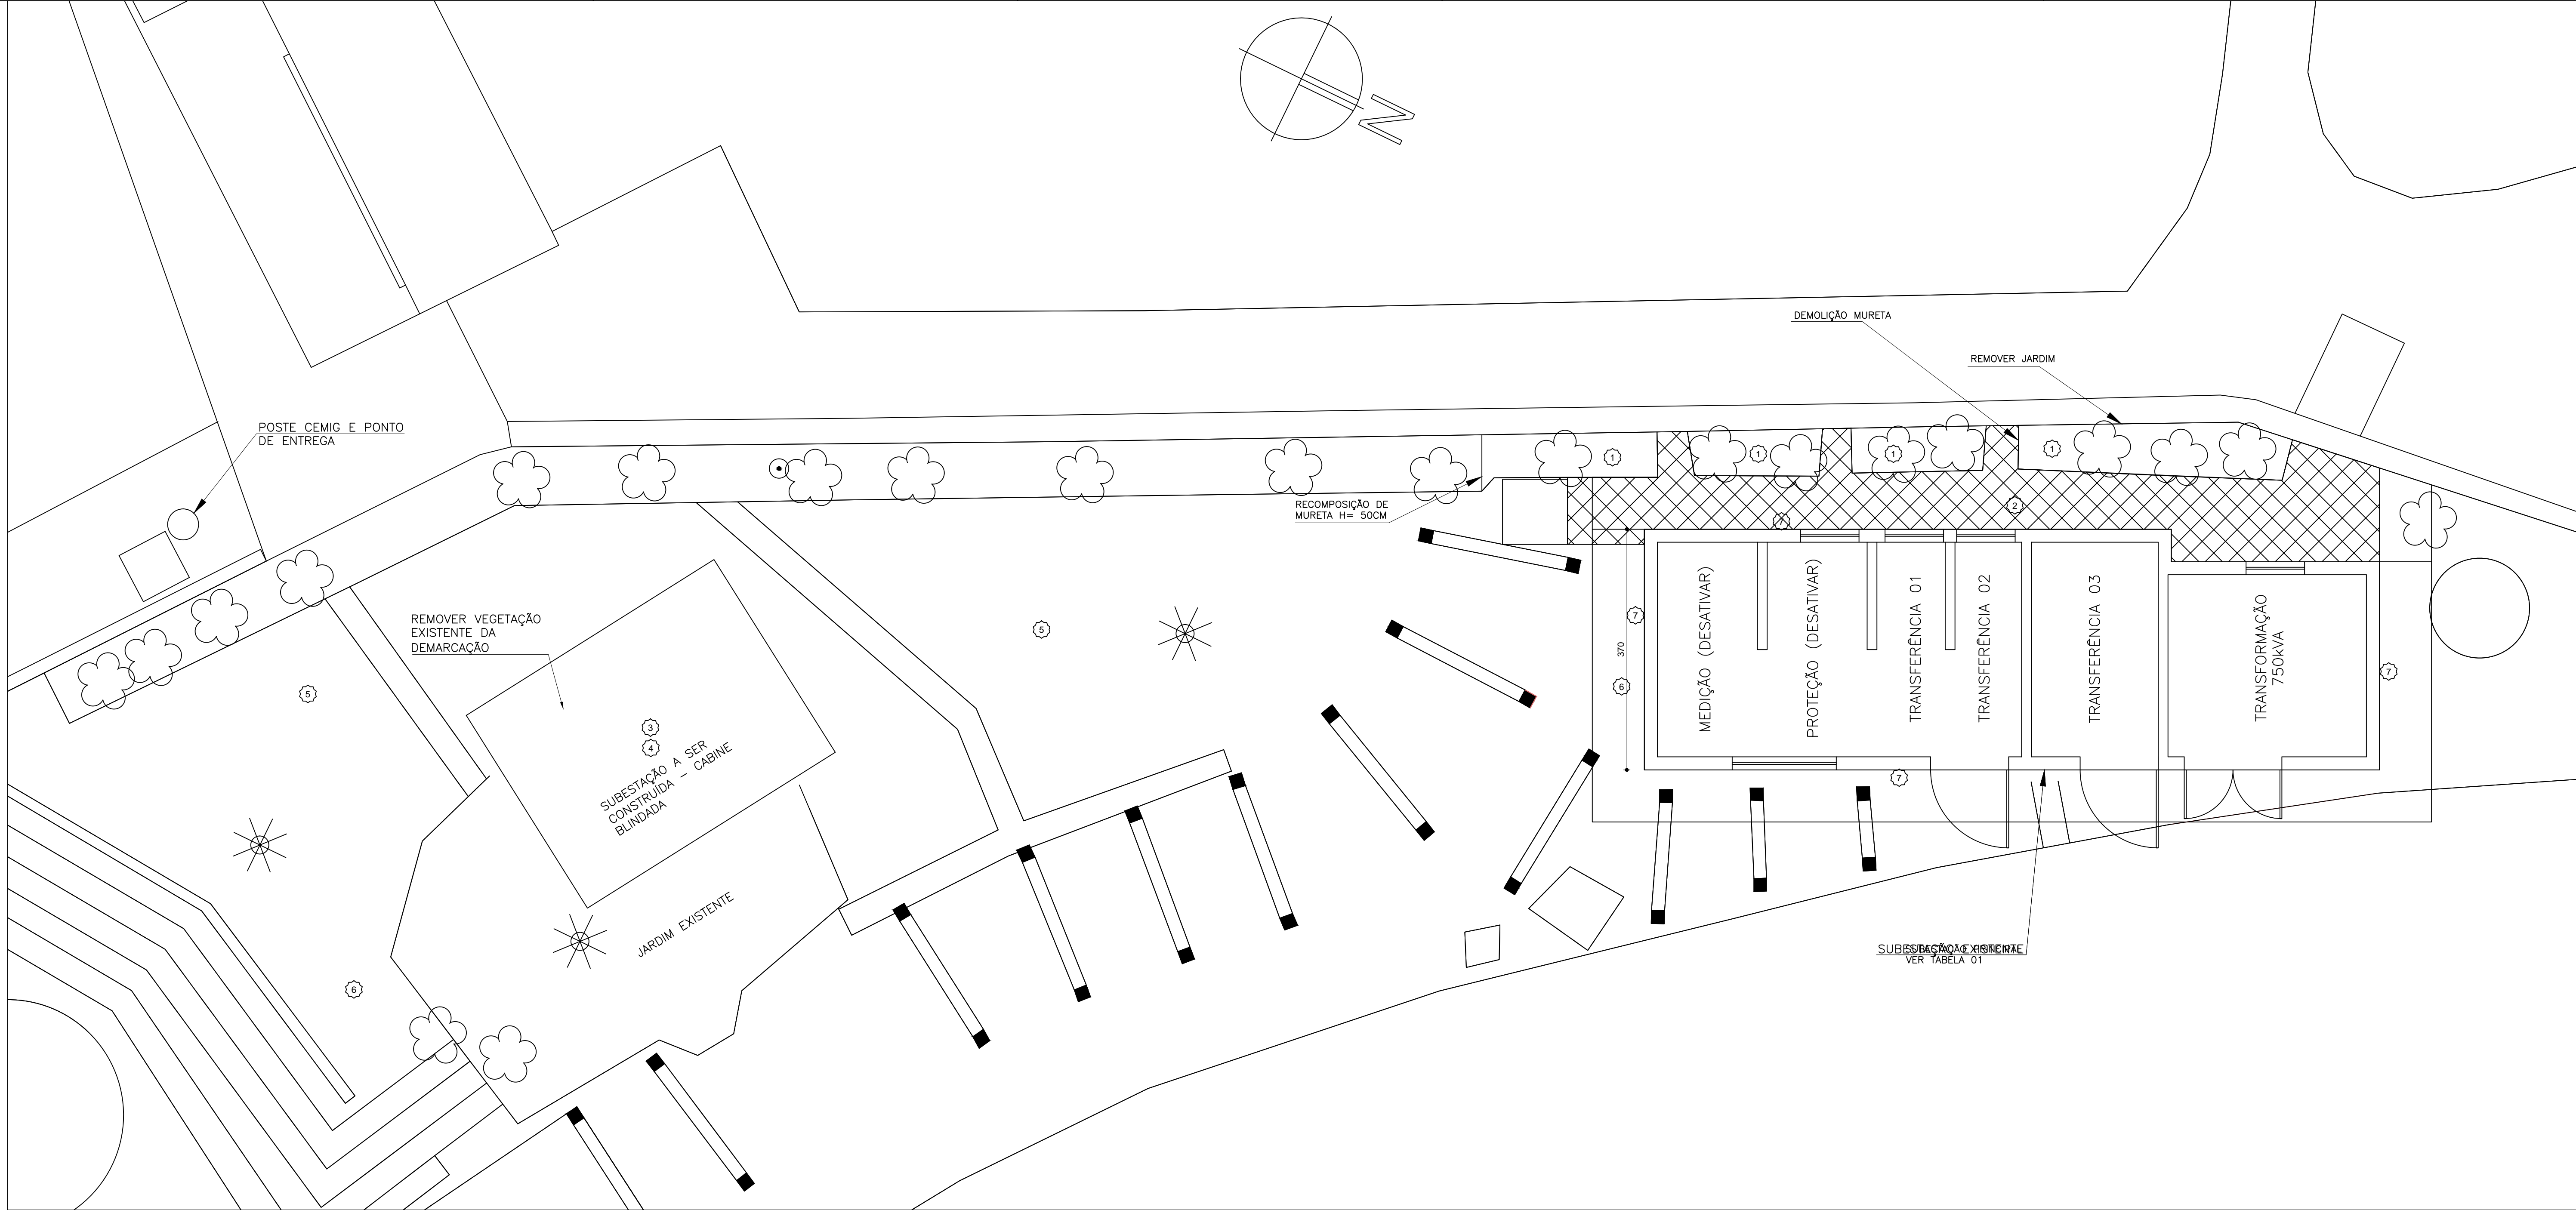 N
DEMOLIÇÃO MURETA
REMOVER JARDIM
POSTE CEMIG E PONTO
DE ENTREGA
1
1
1
1
RECOMPOSIÇÃO DE
MURETA H= 50CM
2
7
REMOVER VEGETAÇÃO
EXISTENTE DA
DEMARCAÇÃO
5
5
7
370
6
MEDIÇÃO (DESATIVAR)
PROTEÇÃO (DESATIVAR)
TRANSFERÊNCIA 01
TRANSFERÊNCIA 02
TRANSFERÊNCIA 03
TRANSFORMAÇÃO
750kVA
7
3
4
SUBESTAÇÃO A SER
CONSTRUÍDA - CABINE
BLINDADA
7
JARDIM EXISTENTE
SUBESTAÇÃO EXISTENTE
VER TABELA 01
6